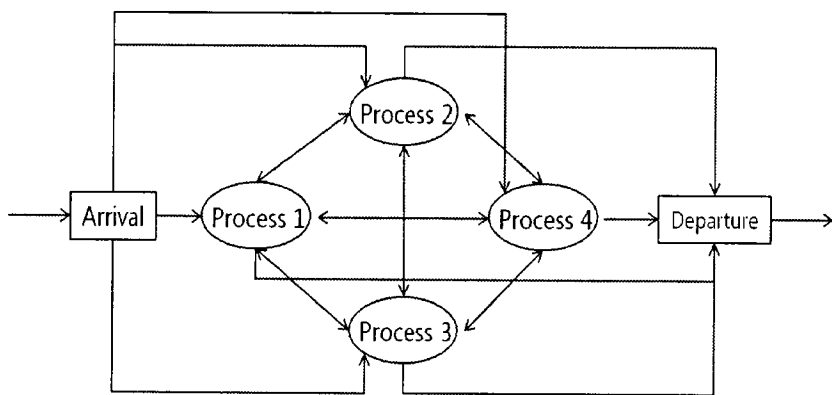 Process 2
Arrival
Process 1
Process 4
Departure
Process 3